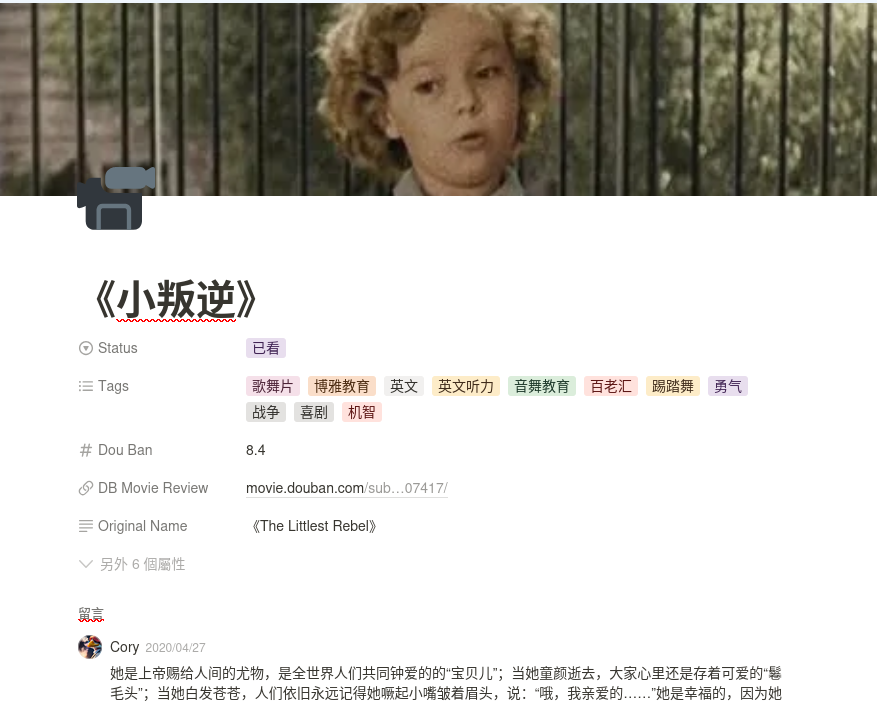 《小叛逆》
Status 已看
Tags 歌舞片 博雅教育 英文 英文听力 音舞教育 百老汇 踢踏舞 勇气
战争 喜剧 机智
Dou Ban 8.4
DB Movie Review movie.douban.com/sub…07417/
Original Name 《The Littlest Rebel》
另外 6 個屬性
留言
Cory 2020/04/27
她是上帝赐给人间的尤物，是全世界人们共同钟爱的的“宝贝儿”；当她童颜逝去，大家心里还是存着可爱的“鬈
毛头”；当她白发苍苍，人们依旧永远记得她噘起小嘴皱着眉头，说：“哦，我亲爱的……”她是幸福的，因为她